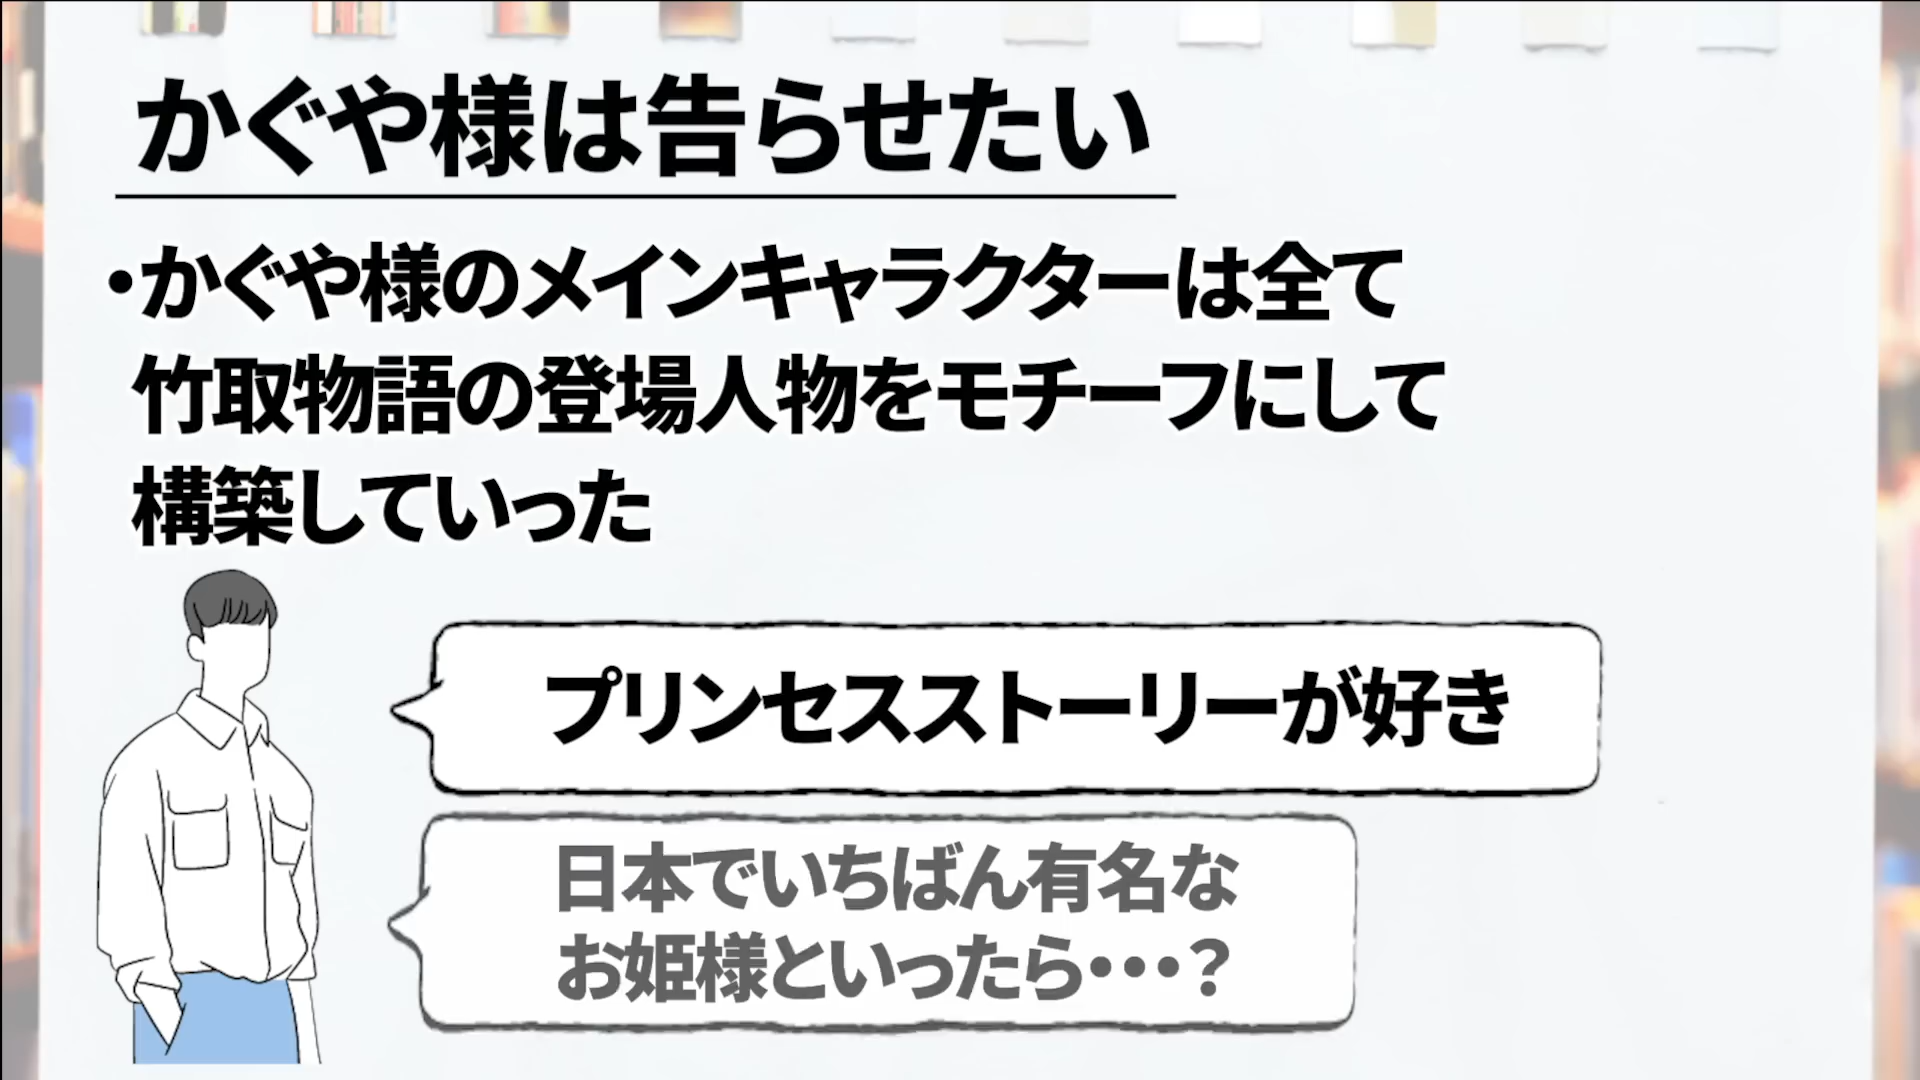 かぐや様は告らせたい
・かぐや様のメインキャラクターは全て
竹取物語の登場人物をモチーフにして
構築していった
プリンセスストーリーが好き
日本でいちばん有名な
お姫様といったら・・・？